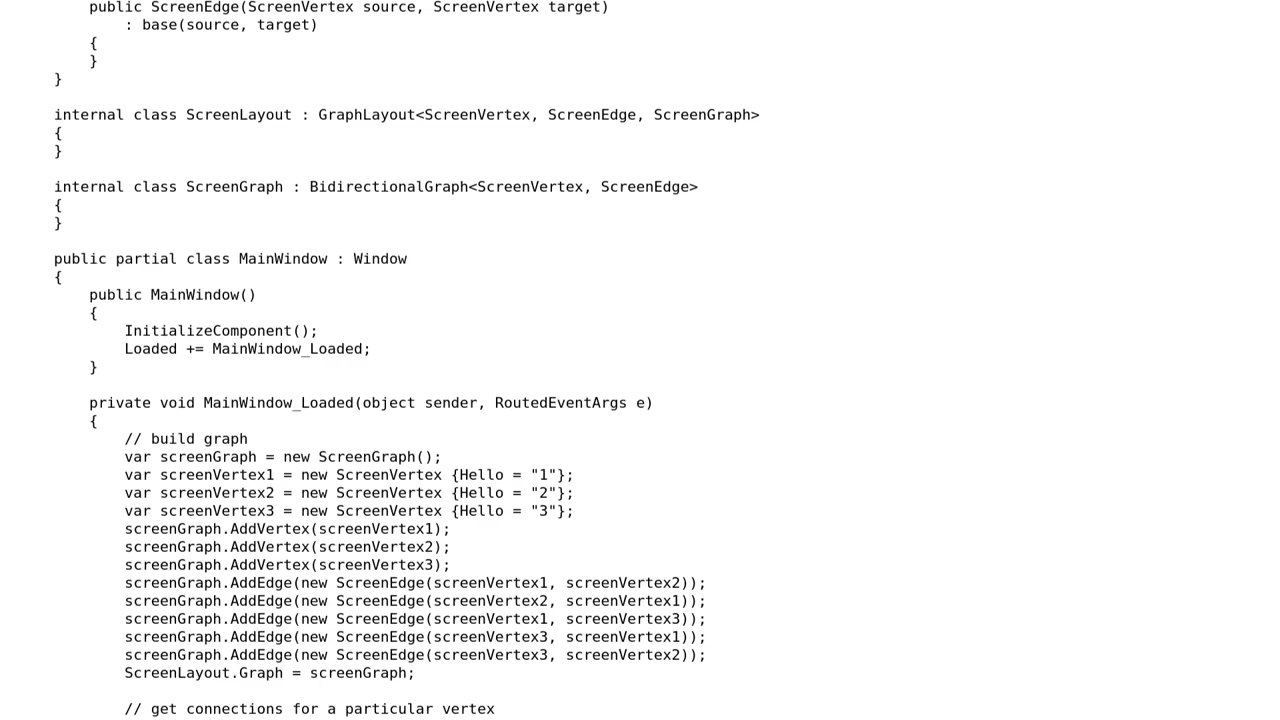 public ScreenEdge(ScreenVertex source, ScreenVertex target)
        : base(source, target)
    {
    }
}

internal class ScreenLayout : GraphLayout<ScreenVertex, ScreenEdge, ScreenGraph>
{
}

internal class ScreenGraph : BidirectionalGraph<ScreenVertex, ScreenEdge>
{
}

public partial class MainWindow : Window
{
    public MainWindow()
    {
        InitializeComponent();
        Loaded += MainWindow_Loaded;
    }

    private void MainWindow_Loaded(object sender, RoutedEventArgs e)
    {
        // build graph
        var screenGraph = new ScreenGraph();
        var screenVertex1 = new ScreenVertex {Hello = "1"};
        var screenVertex2 = new ScreenVertex {Hello = "2"};
        var screenVertex3 = new ScreenVertex {Hello = "3"};
        screenGraph.AddVertex(screenVertex1);
        screenGraph.AddVertex(screenVertex2);
        screenGraph.AddVertex(screenVertex3);
        screenGraph.AddEdge(new ScreenEdge(screenVertex1, screenVertex2));
        screenGraph.AddEdge(new ScreenEdge(screenVertex2, screenVertex1));
        screenGraph.AddEdge(new ScreenEdge(screenVertex1, screenVertex3));
        screenGraph.AddEdge(new ScreenEdge(screenVertex3, screenVertex1));
        screenGraph.AddEdge(new ScreenEdge(screenVertex3, screenVertex2));
        ScreenLayout.Graph = screenGraph;

        // get connections for a particular vertex